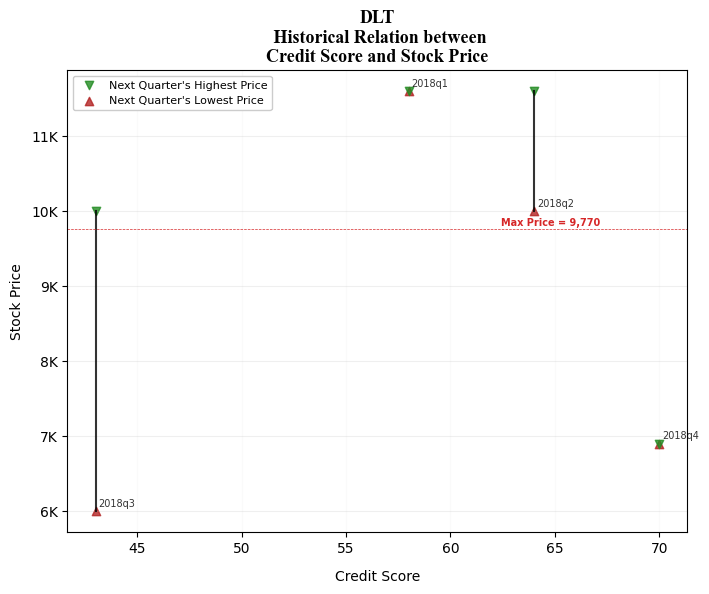 DLT
Historical Relation between
Credit Score and Stock Price
Next Quarter's Highest Price
Next Quarter's Lowest Price
2018q1
11K
2018q2
10K
Max Price = 9,770
9K
8K
7K
2018q4
2018q3
6K
Stock Price
45
50
55
60
65
70
Credit Score